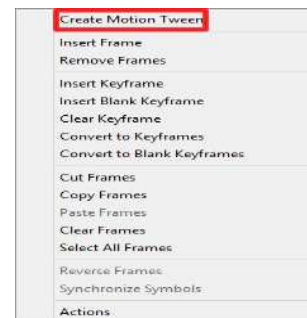 Create Motion Tween
Insert Frame
Remove Frames
Insert Keyframe
Insert Blank Keyframe
Clear Keyframe
Convert to Keyframes
Convert to Blank Keyframes
Cut Frames
Copy Frames
Paste Frames
Clear Frames
Select All Frames
Reverse Frames
Synchronize Symbols
Actions